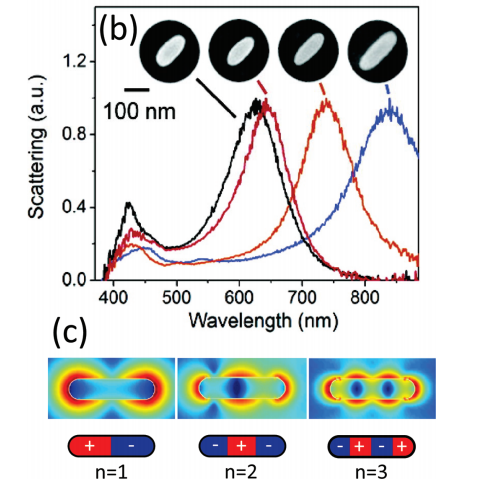 (b)
100 nm
Scattering (a.u.)
1.2
0.8
0.4
0.0
400 500 600 700 800
Wavelength (nm)
(c)
+ - - + - - + - +
n=1 n=2 n=3